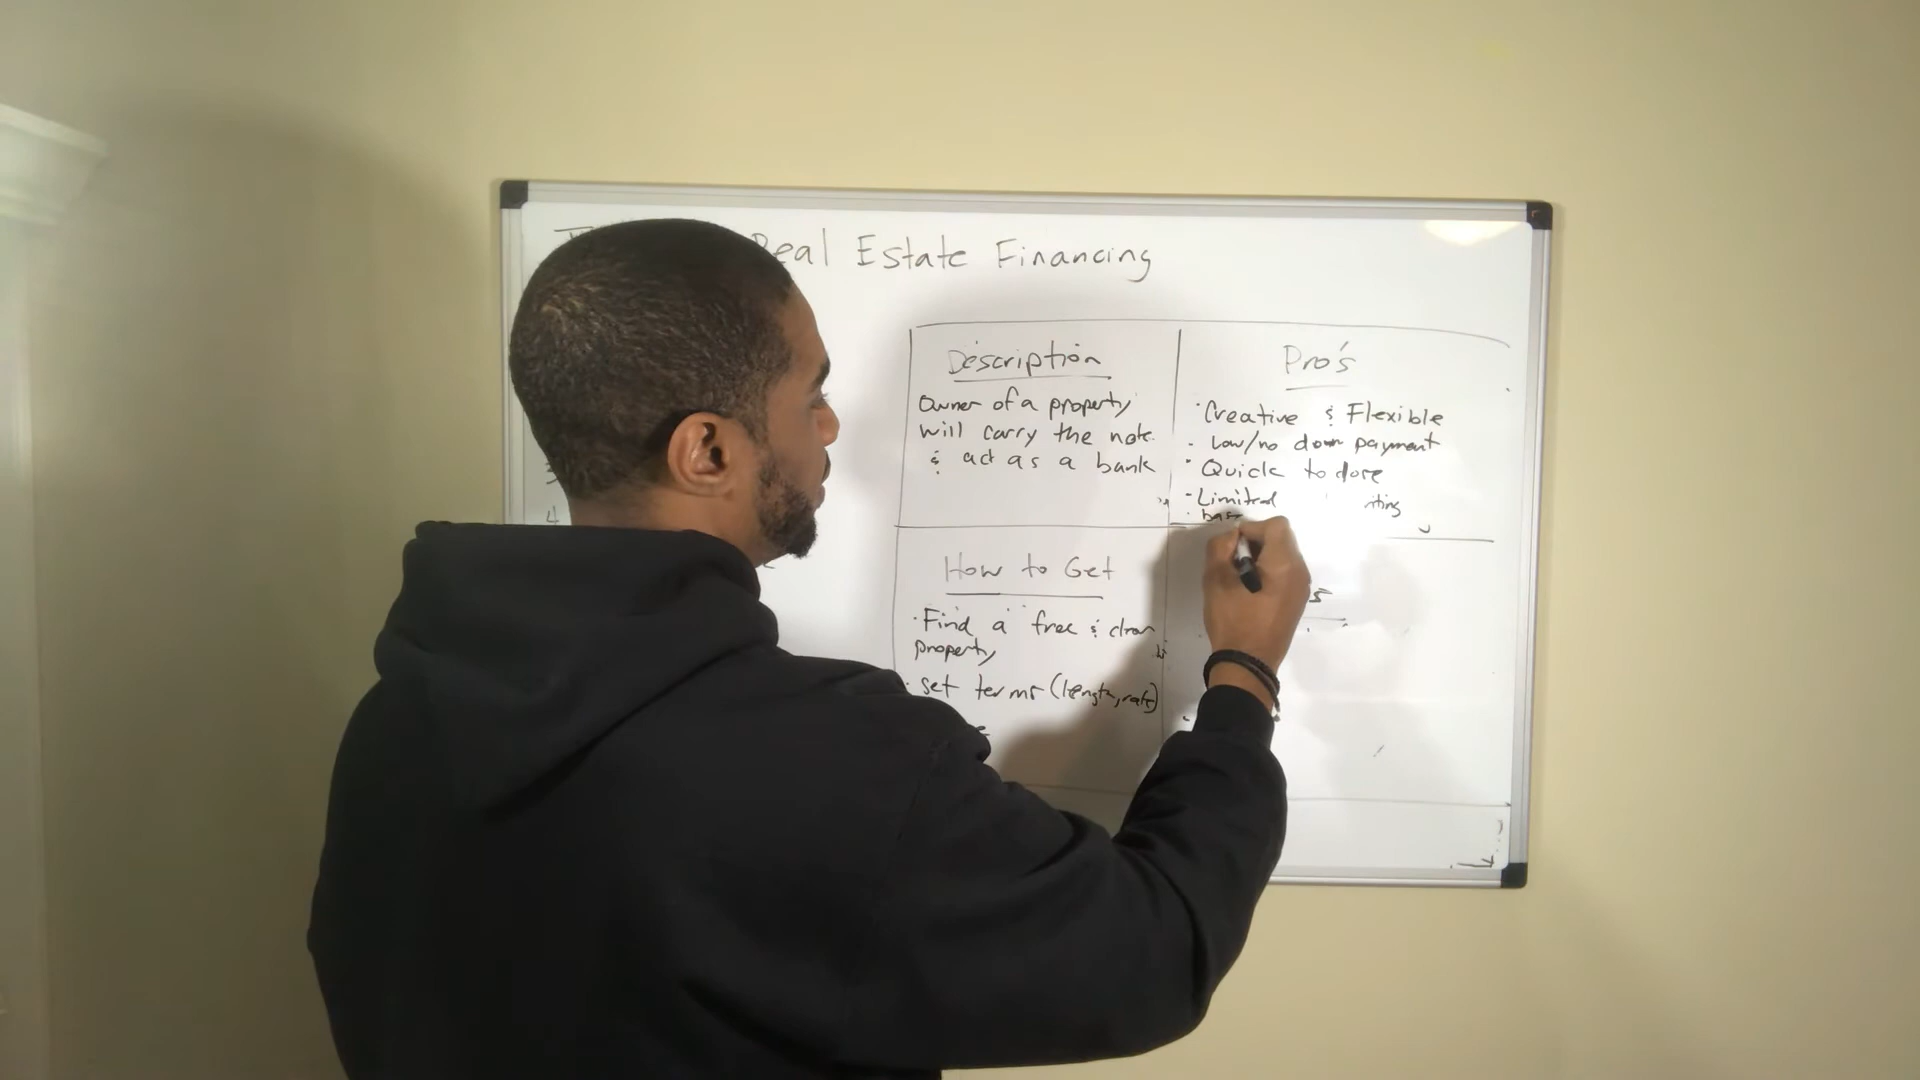 Real Estate Financing
Description
Owner of a property
will carry the note
& act as a bank
Pro's
· Creative & Flexible
- Low/no down payment
· Quick to close
- Limited
How to Get
· Find a free & clear
property
· set terms (length, rate)
4